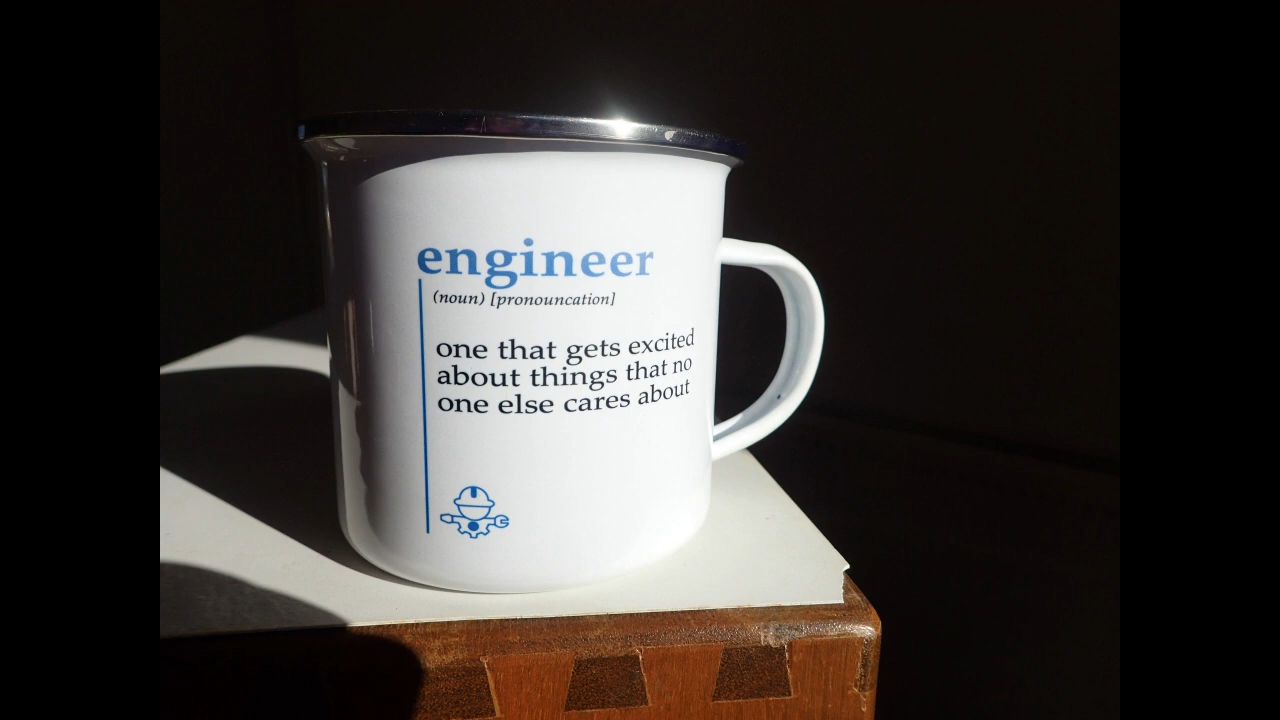 engineer
(noun) [pronouncation]
one that gets excited
about things that no
one else cares about